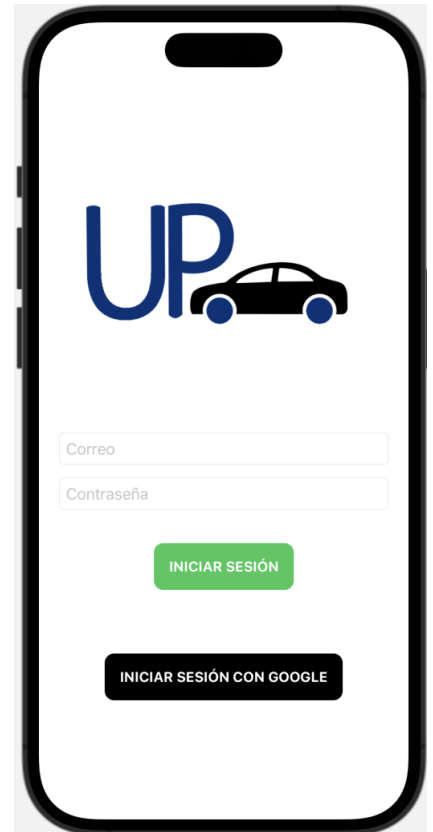 UP
Correo
Contraseña
INICIAR SESIÓN
INICIAR SESIÓN CON GOOGLE